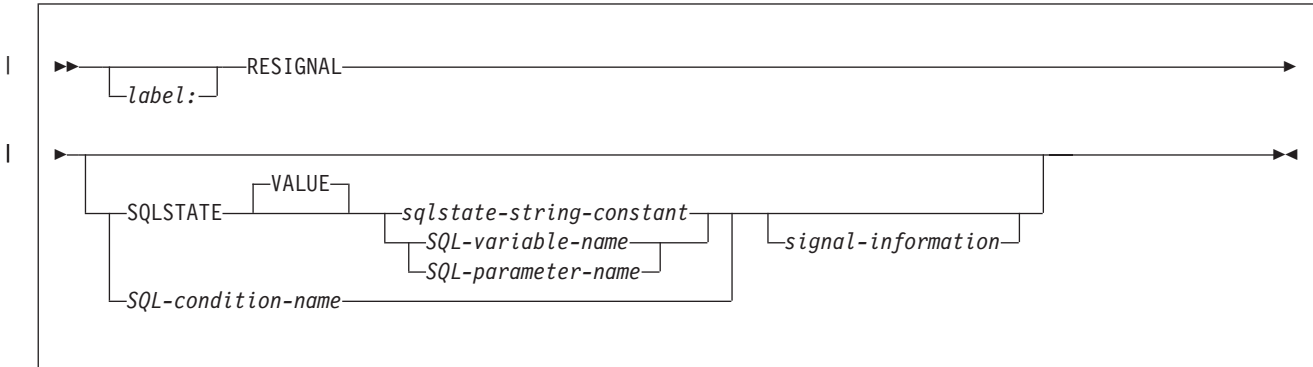 RESIGNAL
label:
VALUE
SQLSTATE sqlstate-string-constant
SQL-variable-name signal-information
SQL-parameter-name
SQL-condition-name